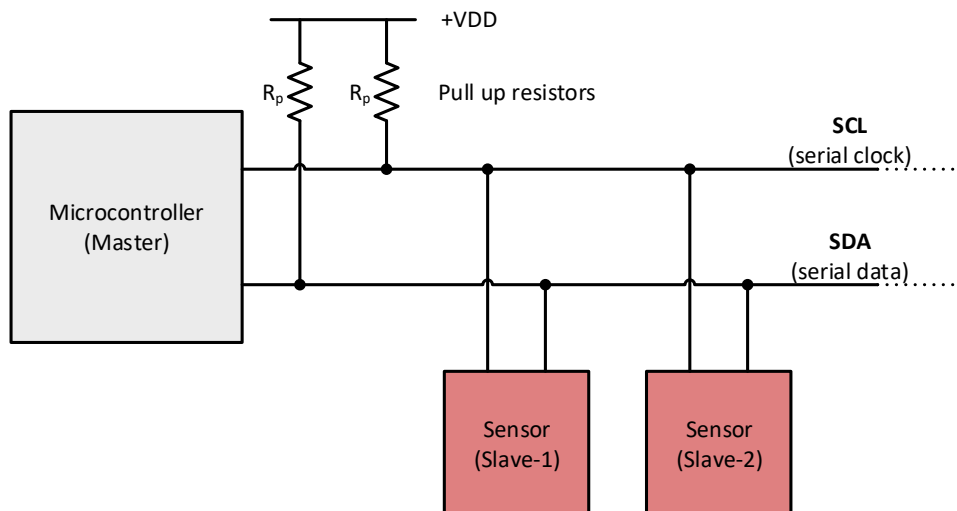 +VDD
Rₚ
Rₚ
Pull up resistors
SCL
(serial clock)
Microcontroller
(Master)
SDA
(serial data)
Sensor
(Slave-1)
Sensor
(Slave-2)